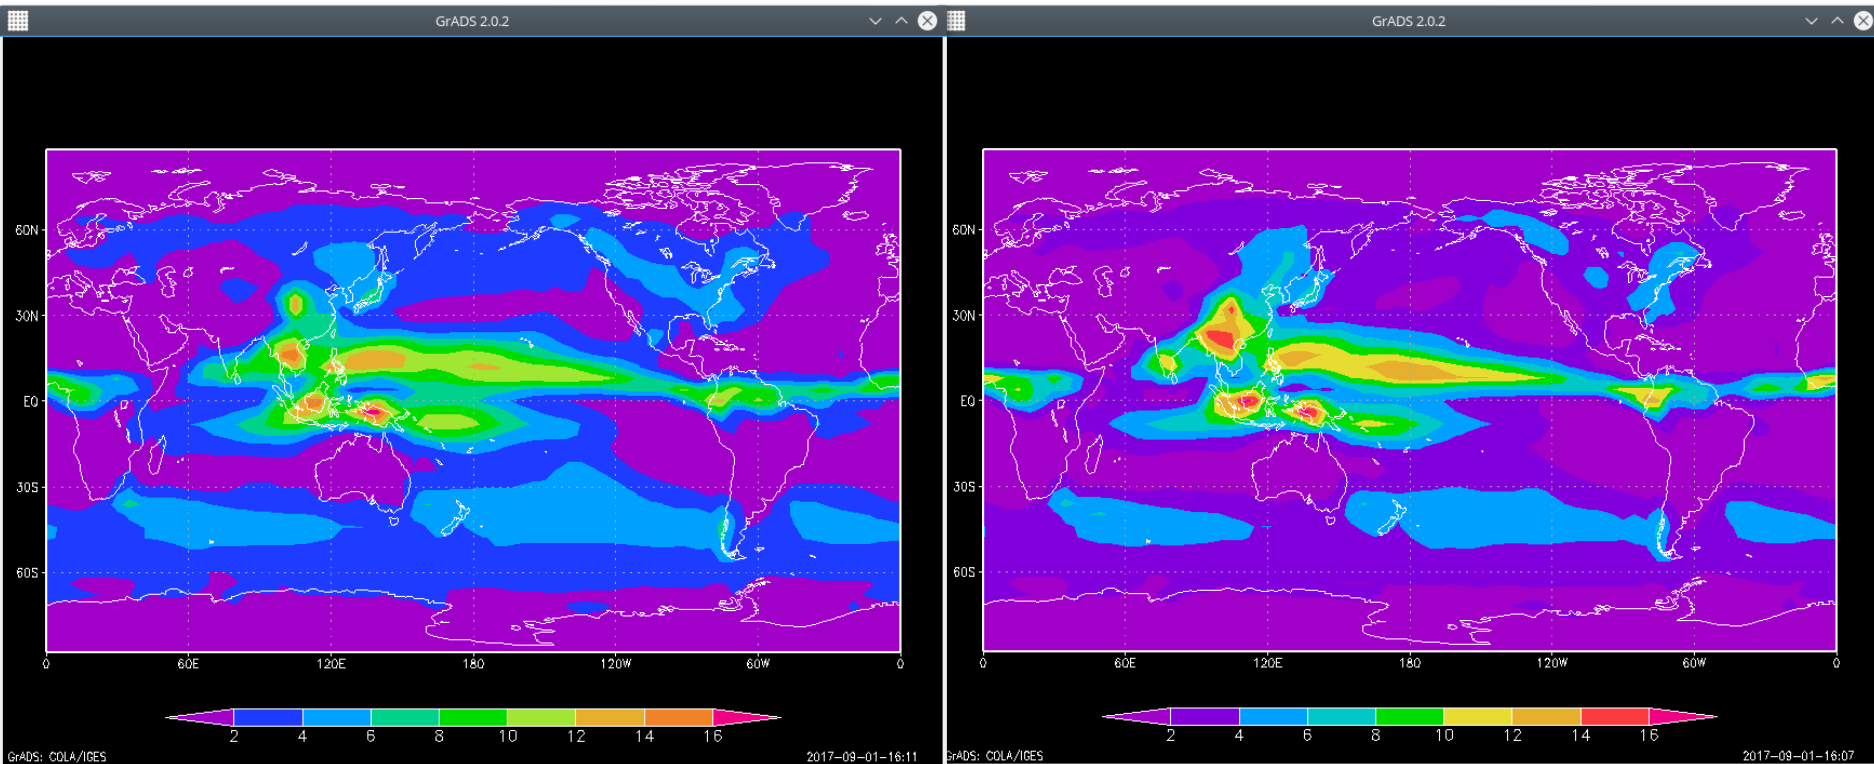 GrADS 2.0.2
60N
30N
EQ
30S
60S
0 60E 120E 180 120W 60W 0
2 4 6 8 10 12 14 16
GrADS: COLA/IGES 2017-09-01-16:11
GrADS 2.0.2
60N
30N
EQ
30S
60S
0 60E 120E 180 120W 60W 0
2 4 6 8 10 12 14 16
GrADS: COLA/IGES 2017-09-01-16:07